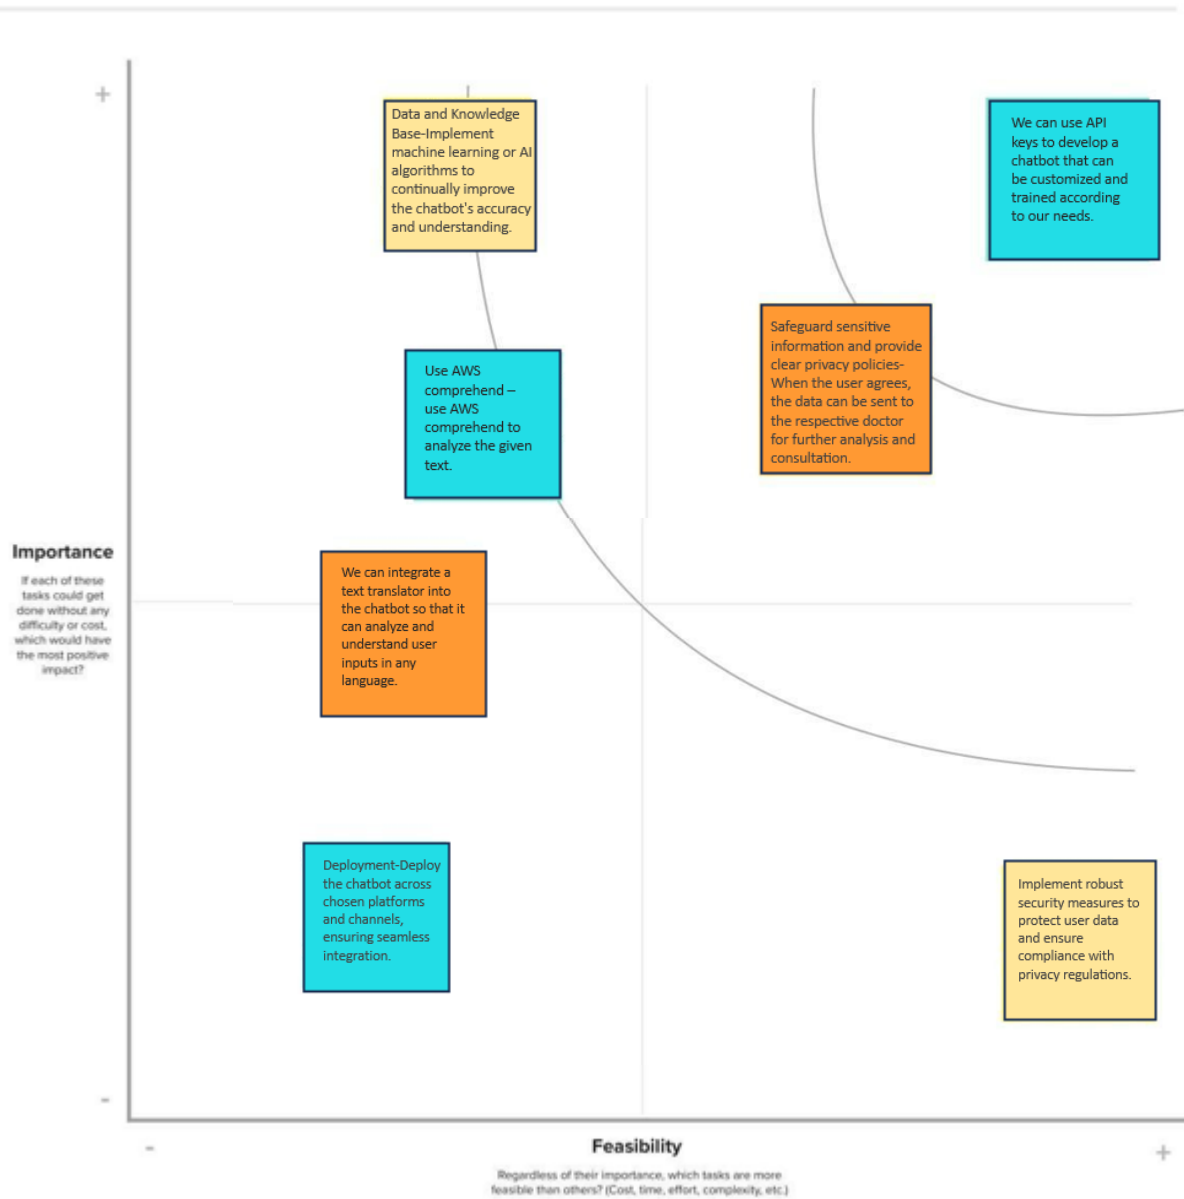 +
Data and Knowledge
Base-Implement
machine learning or AI
algorithms to
continually improve
the chatbot's accuracy
and understanding.
We can use API
keys to develop a
chatbot that can
be customized and
trained according
to our needs.
Safeguard sensitive
information and provide
clear privacy policies-
When the user agrees,
the data can be sent to
the respective doctor
for further analysis and
consultation.
Use AWS
comprehend –
use AWS
comprehend to
analyze the given
text.
Importance
If each of these
tasks could get
done without any
difficulty or cost,
which would have
the most positive
impact?
We can integrate a
text translator into
the chatbot so that it
can analyze and
understand user
inputs in any
language.
Deployment-Deploy
the chatbot across
chosen platforms
and channels,
ensuring seamless
integration.
Implement robust
security measures to
protect user data
and ensure
compliance with
privacy regulations.
-
-
Feasibility
+
Regardless of their importance, which tasks are more
feasible than others? (Cost, time, effort, complexity, etc.)